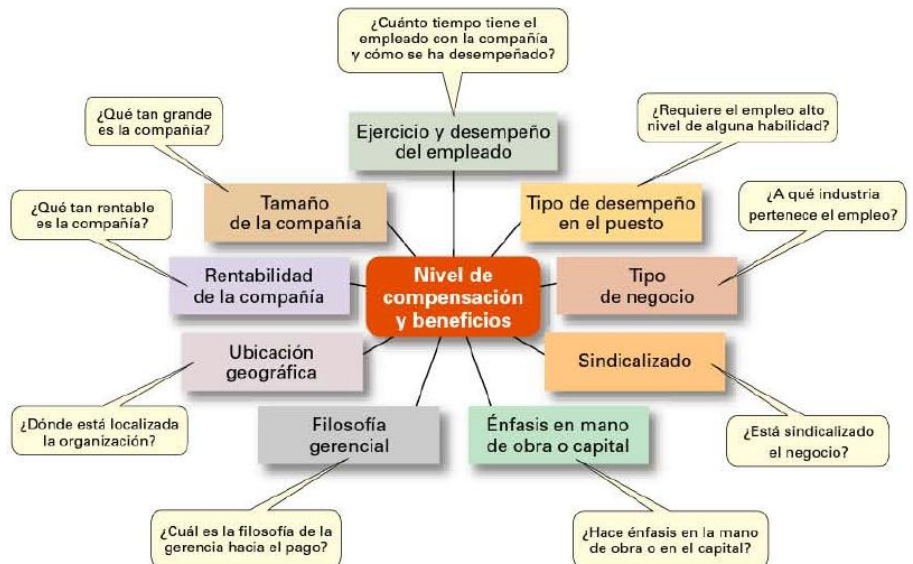 ¿Cuánto tiempo tiene el
empleado con la compañía
y cómo se ha desempeñado?
¿Qué tan grande
es la compañía?
¿Requiere el empleo alto
nivel de alguna habilidad?
Ejercicio y desempeño
del empleado
¿Qué tan rentable
es la compañía?
Tamaño
de la compañía
Tipo de desempeño
en el puesto
¿A qué industria
pertenece el empleo?
Rentabilidad
de la compañía
Nivel de
compensación
y beneficios
Tipo
de negocio
Ubicación
geográfica
Sindicalizado
¿Dónde está localizada
la organización?
Filosofía
gerencial
Énfasis en mano
de obra o capital
¿Está sindicalizado
el negocio?
¿Cuál es la filosofía de la
gerencia hacia el pago?
¿Hace énfasis en la mano
de obra o en el capital?